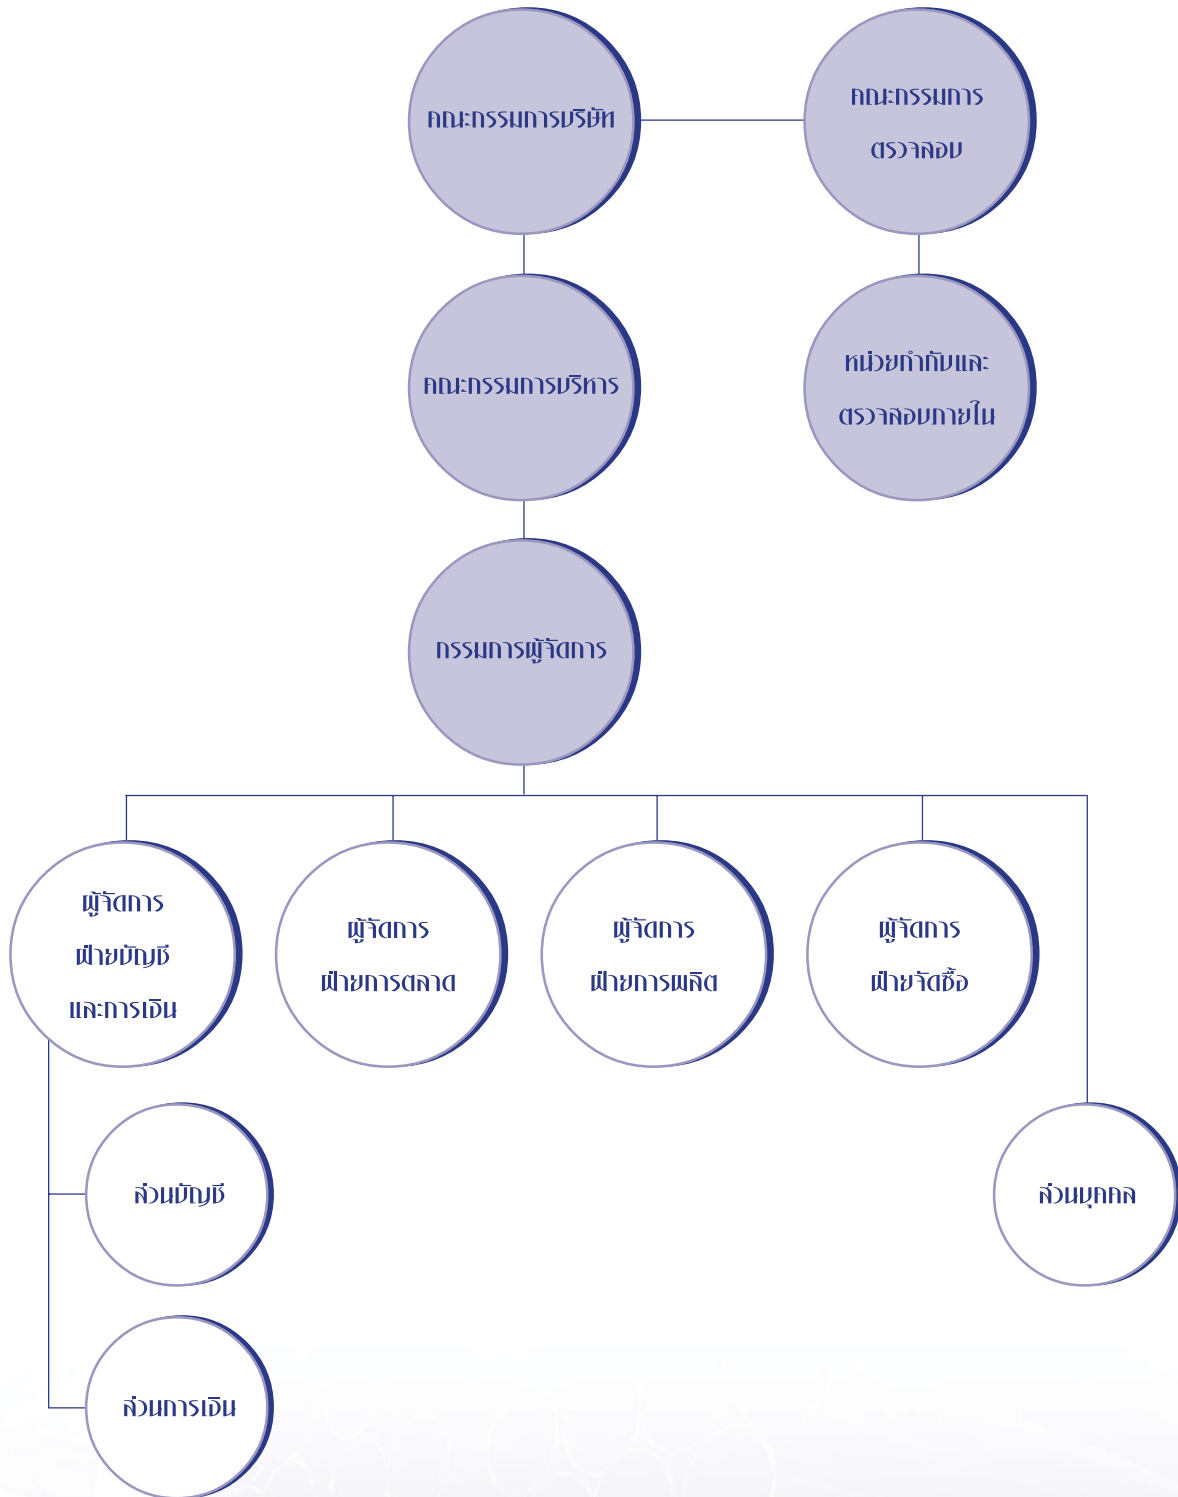 คณะกรรมการบริษัท
คณะกรรมการ
ตรวจสอบ
คณะกรรมการบริหาร
หน่วยกำกับและ
ตรวจสอบภายใน
กรรมการผู้จัดการ
ผู้จัดการ
ฝ่ายบัญชี
และการเงิน
ผู้จัดการ
ฝ่ายการตลาด
ผู้จัดการ
ฝ่ายการผลิต
ผู้จัดการ
ฝ่ายจัดซื้อ
ส่วนบัญชี
ส่วนบุคคล
ส่วนการเงิน